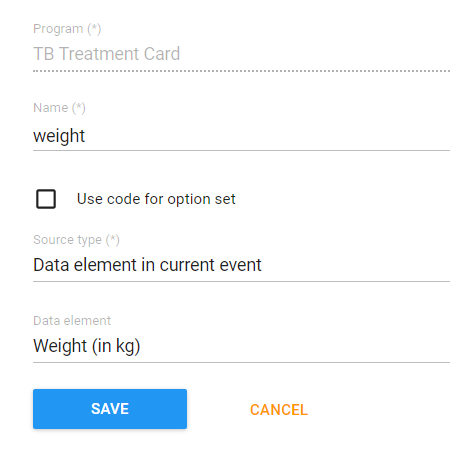 Program (*)
TB Treatment Card
Name (*)
weight
Use code for option set
Source type (*)
Data element in current event
Data element
Weight (in kg)
SAVE CANCEL